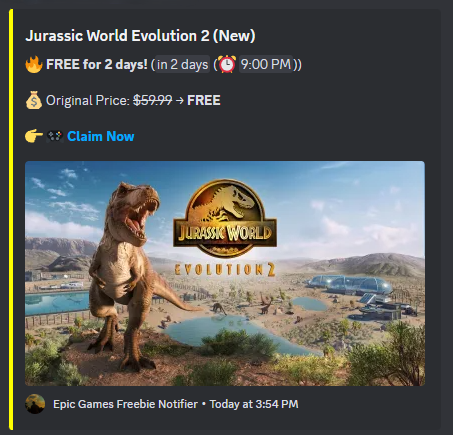 Jurassic World Evolution 2 (New)
🔥 FREE for 2 days! (in 2 days (⏰ 9:00 PM))
💰 Original Price: $59.99 → FREE
👉 🎮 Claim Now
JURASSIC WORLD
EVOLUTION 2
Epic Games Freebie Notifier • Today at 3:54 PM